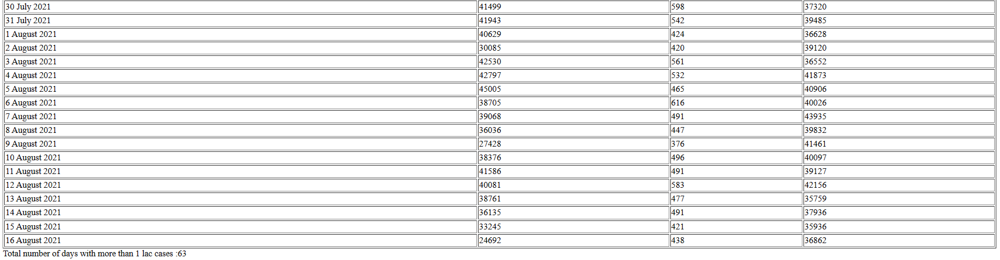 30 July 2021 41499 598 37320
31 July 2021 41943 542 39485
1 August 2021 40629 424 36628
2 August 2021 30085 420 39120
3 August 2021 42530 561 36552
4 August 2021 42797 532 41873
5 August 2021 45005 465 40906
6 August 2021 38705 616 40026
7 August 2021 39068 491 43935
8 August 2021 36036 447 39832
9 August 2021 27428 376 41461
10 August 2021 38376 496 40097
11 August 2021 41586 491 39127
12 August 2021 40081 583 42156
13 August 2021 38761 477 35759
14 August 2021 36135 491 37936
15 August 2021 33245 421 35936
16 August 2021 24692 438 36862
Total number of days with more than 1 lac cases :63